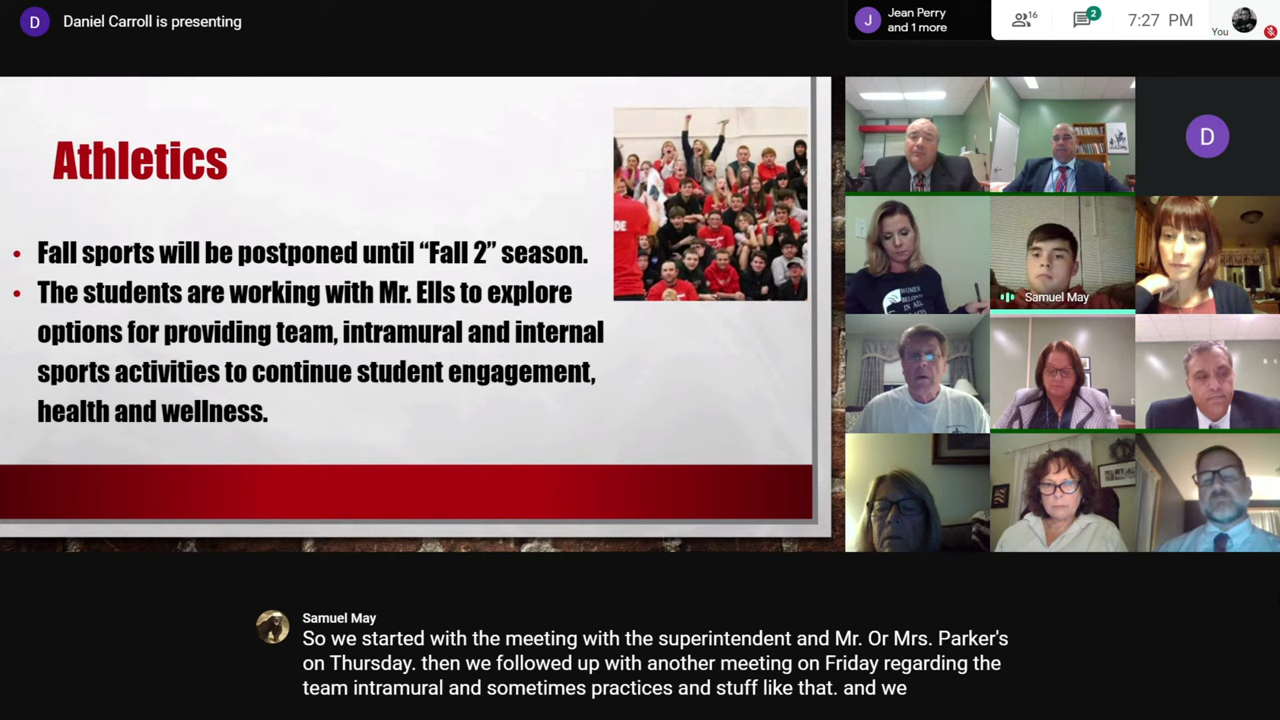 D
Daniel Carroll is presenting
J
Jean Perry
and 1 more
16
2
7:27 PM
You
Athletics
• Fall sports will be postponed until “Fall 2” season.
• The students are working with Mr. Ells to explore
options for providing team, intramural and internal
sports activities to continue student engagement,
health and wellness.
D
WOMEN
BELONG
IN ALL
Samuel May
Samuel May
So we started with the meeting with the superintendent and Mr. Or Mrs. Parker's
on Thursday. then we followed up with another meeting on Friday regarding the
team intramural and sometimes practices and stuff like that. and we